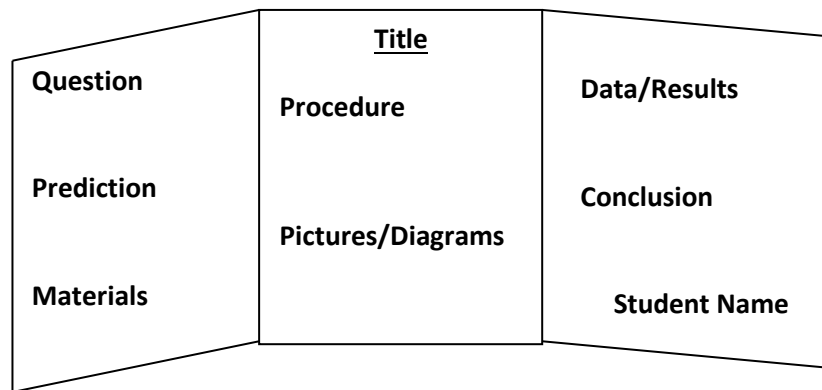 Question
Prediction
Materials
Title
Procedure
Pictures/Diagrams
Data/Results
Conclusion
Student Name